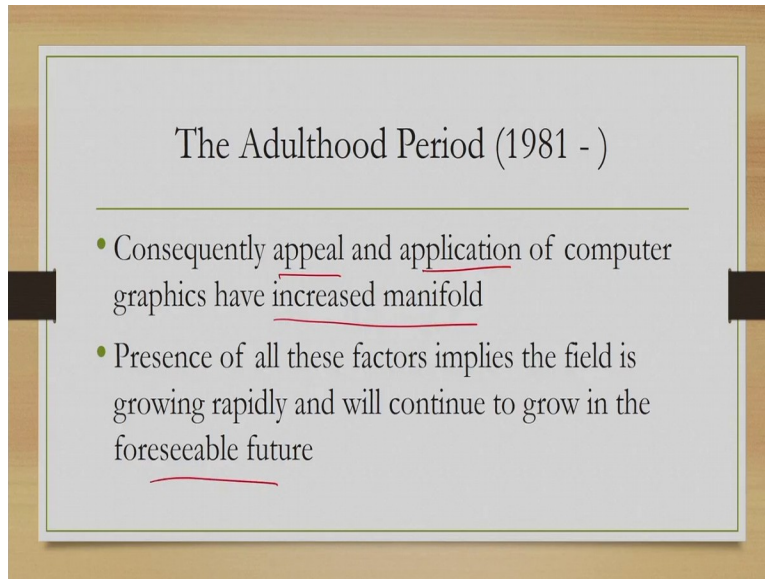 The Adulthood Period (1981 - )
• Consequently appeal and application of computer
graphics have increased manifold
• Presence of all these factors implies the field is
growing rapidly and will continue to grow in the
foreseeable future